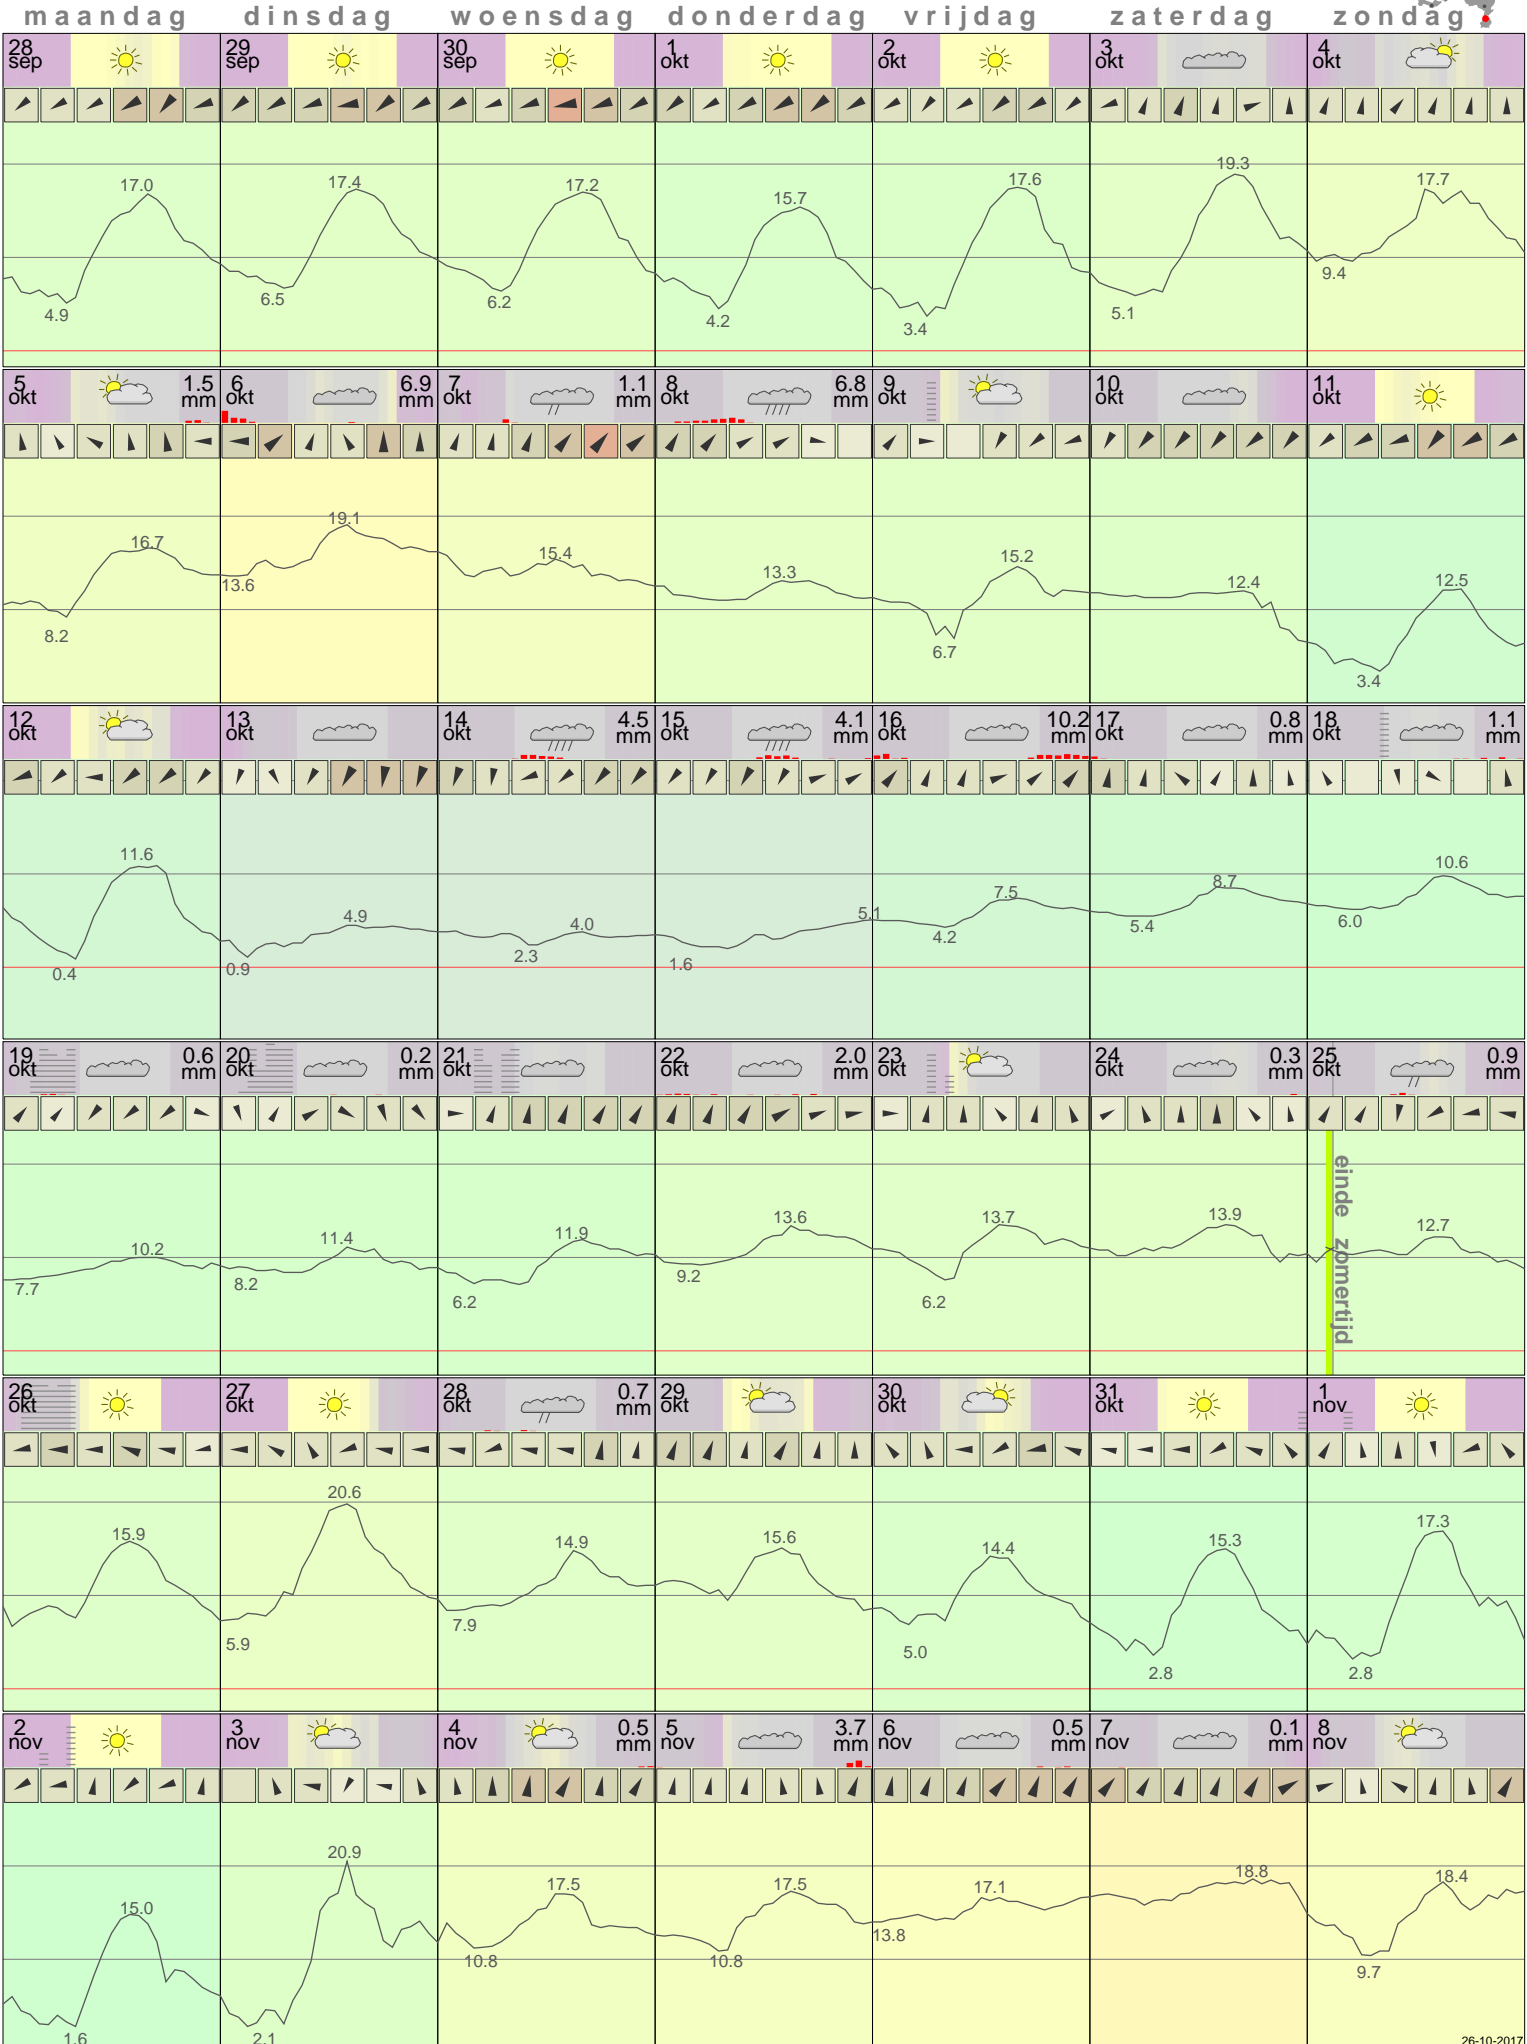 maandag dinsdag woensdag donderdag vrijdag zaterdag zondag
28 29 30 1 2 3 4
sep sep sep okt okt okt okt
17.0 17.4 17.2 15.7 17.6 19.3 17.7
4.9 6.5 6.2 4.2 3.4 5.1 9.4
5 1.5 6 6.9 7 1.1 8 6.8 9 10 11
okt mm okt mm okt mm okt mm okt okt okt
16.7 19.1 15.4 13.3 15.2 12.4 12.5
8.2 13.6 6.7 3.4
12 13 14 4.5 15 4.1 16 10.2 17 0.8 18 1.1
okt okt okt mm okt mm okt mm okt mm okt mm
11.6 4.9 4.0 5.1 7.5 8.7 10.6
0.4 0.9 2.3 1.6 4.2 5.4 6.0
19 0.6 20 0.2 21 22 2.0 23 24 0.3 25 0.9
okt mm okt mm okt okt mm okt okt mm okt mm
einde zomertijd
10.2 11.4 11.9 13.6 13.7 13.9 12.7
7.7 8.2 6.2 9.2 6.2
26 27 28 0.7 29 30 31 1
okt okt okt mm okt okt okt nov
15.9 20.6 14.9 15.6 14.4 15.3 17.3
5.9 7.9 5.0 2.8 2.8
2 3 4 0.5 5 3.7 6 0.5 7 0.1 8
nov nov nov mm nov mm nov mm nov mm nov
15.0 20.9 17.5 17.5 17.1 18.8 18.4
1.6 2.1 10.8 10.8 13.8 9.7
26-10-2017